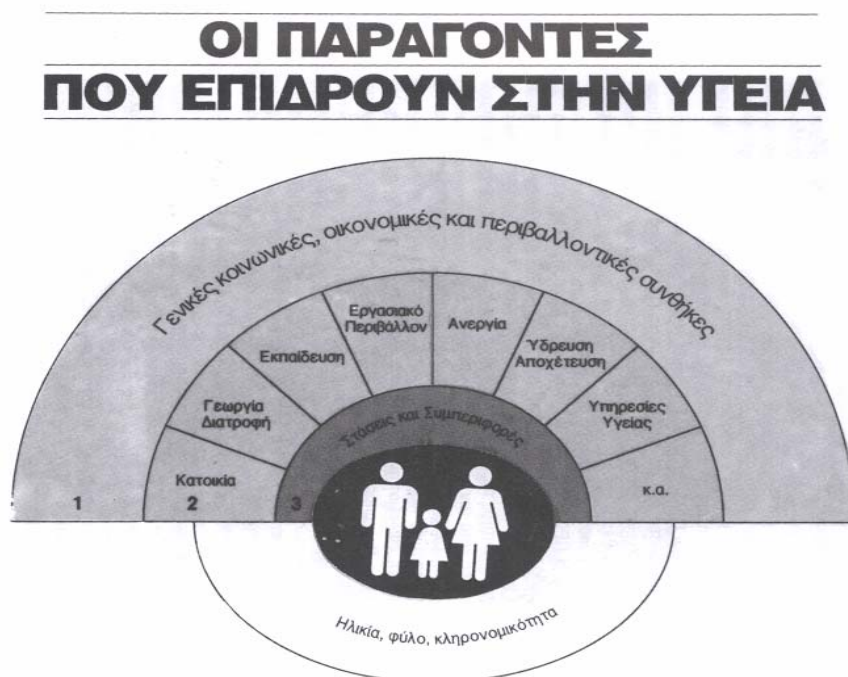 ΟΙ ΠΑΡΑΓΟΝΤΕΣ
ΠΟΥ ΕΠΙΔΡΟΥΝ ΣΤΗΝ ΥΓΕΙΑ
Γενικές κοινωνικές, οικονομικές και περιβαλλοντικές συνθήκες
Εργασιακό
Περιβάλλον
Ανεργία
Εκπαίδευση
Ύδρευση
Αποχέτευση
Γεωργία
Διατροφή
Στάσεις και Συμπεριφορές
Υπηρεσίες
Υγείας
Κατοικία
κ.α.
1
2
3
Ηλικία, φύλο, κληρονομικότητα